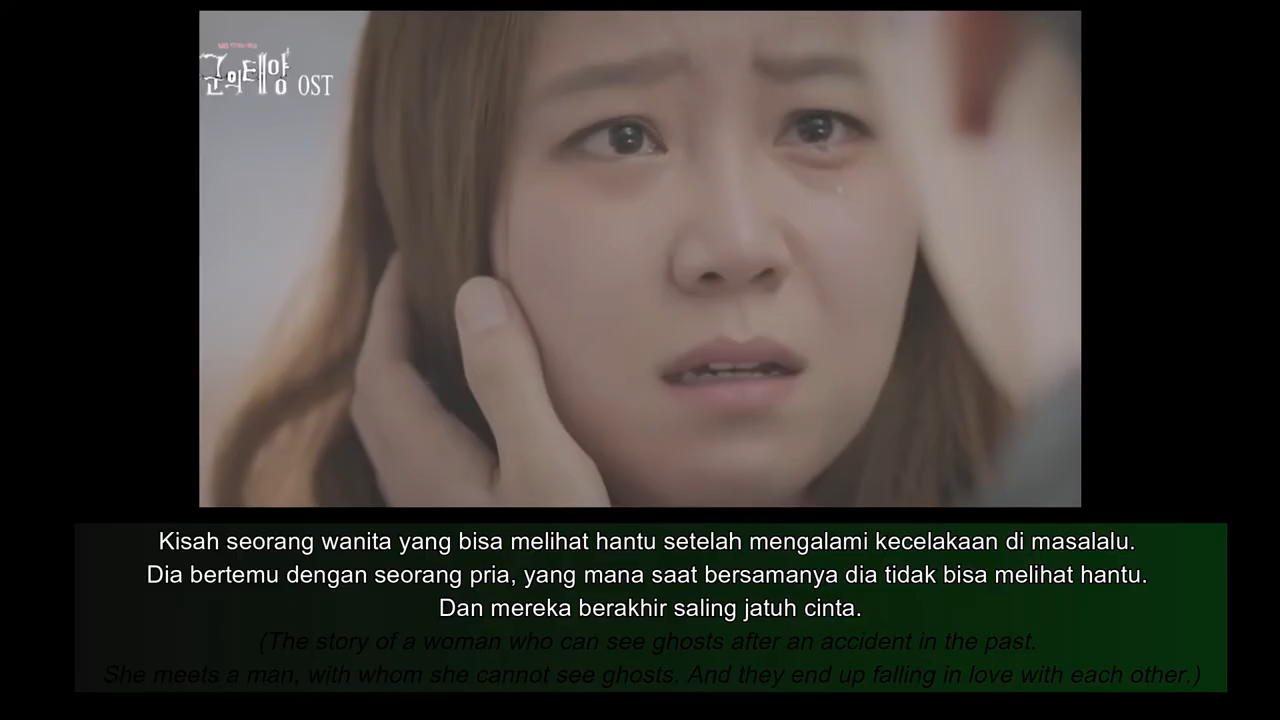 군의태양 OST
Kisah seorang wanita yang bisa melihat hantu setelah mengalami kecelakaan di masalalu.
Dia bertemu dengan seorang pria, yang mana saat bersamanya dia tidak bisa melihat hantu.
Dan mereka berakhir saling jatuh cinta.
(The story of a woman who can see ghosts after an accident in the past.
She meets a man, with whom she cannot see ghosts. And they end up falling in love with each other.)